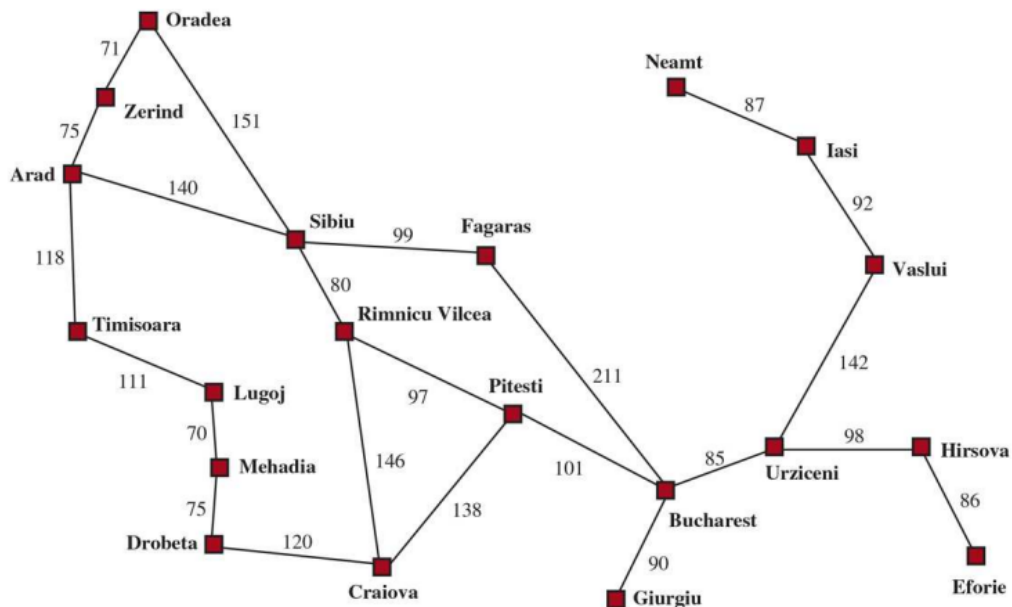 Oradea
71
Neamt
87
Zerind
151
75
Iasi
Arad
140
92
Sibiu
Fagaras
99
118
Vaslui
80
Timisoara
Rimnicu Vilcea
142
111
Lugoj
97
Pitesti
211
70
146
98
Hirsova
85
Urziceni
Mehadia
101
75
138
86
Bucharest
Drobeta
120
90
Craiova
Giurgiu
Eforie